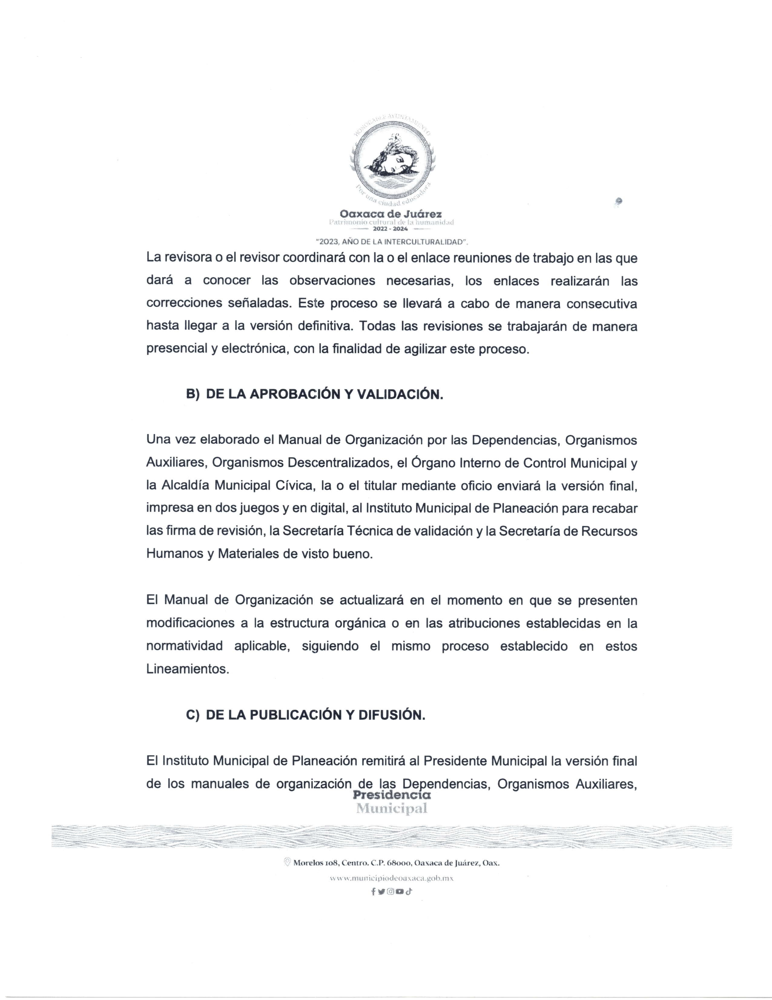 HONORABLE AYUNTAMIENTO
Por una ciudad educadora
Oaxaca de Juárez
Patrimonio cultural de la humanidad
2022 - 2024
"2023, AÑO DE LA INTERCULTURALIDAD".
La revisora o el revisor coordinará con la o el enlace reuniones de trabajo en las que
dará a conocer las observaciones necesarias, los enlaces realizarán las
correcciones señaladas. Este proceso se llevará a cabo de manera consecutiva
hasta llegar a la versión definitiva. Todas las revisiones se trabajarán de manera
presencial y electrónica, con la finalidad de agilizar este proceso.
B) DE LA APROBACIÓN Y VALIDACIÓN.
Una vez elaborado el Manual de Organización por las Dependencias, Organismos
Auxiliares, Organismos Descentralizados, el Órgano Interno de Control Municipal y
la Alcaldía Municipal Cívica, la o el titular mediante oficio enviará la versión final,
impresa en dos juegos y en digital, al Instituto Municipal de Planeación para recabar
las firma de revisión, la Secretaría Técnica de validación y la Secretaría de Recursos
Humanos y Materiales de visto bueno.
El Manual de Organización se actualizará en el momento en que se presenten
modificaciones a la estructura orgánica o en las atribuciones establecidas en la
normatividad aplicable, siguiendo el mismo proceso establecido en estos
Lineamientos.
C) DE LA PUBLICACIÓN Y DIFUSIÓN.
El Instituto Municipal de Planeación remitirá al Presidente Municipal la versión final
de los manuales de organización de las Dependencias, Organismos Auxiliares,
Presidencia
Municipal
Morelos 108, Centro. C.P. 68000, Oaxaca de Juárez, Oax.
www.municipiodeoaxaca.gob.mx